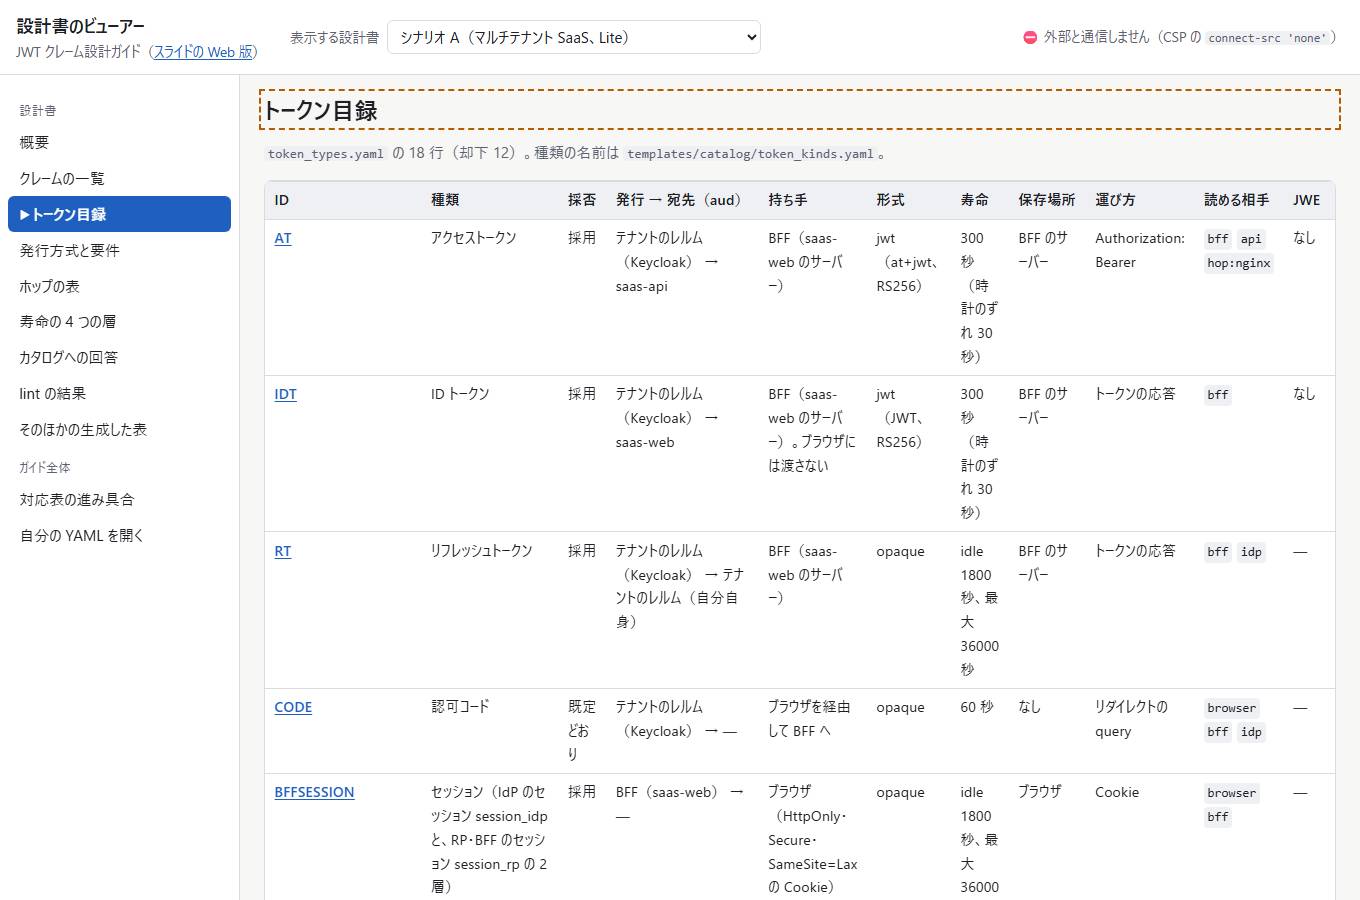 設計書のビューアー
JWT クレーム設計ガイド（スライドの Web 版）
表示する設計書
シナリオ A（マルチテナント SaaS、Lite）
外部と通信しません（CSP の connect-src 'none'）
設計書
概要
クレームの一覧
▶トークン目録
発行方式と要件
ホップの表
寿命の 4 つの層
カタログへの回答
lint の結果
そのほかの生成した表
ガイド全体
対応表の進み具合
自分の YAML を開く
トークン目録
token_types.yaml の 18 行（却下 12）。種類の名前は templates/catalog/token_kinds.yaml。
ID 種類 採否 発行 → 宛先（aud） 持ち手 形式 寿命 保存場所 運び方 読める相手 JWE
AT アクセストークン 採用 テナントのレルム BFF（saas- jwt 300 BFF のサ Authorization: bff api なし
（Keycloak） → web のサーバ （at+jwt、 秒 ーバー Bearer hop:nginx
saas-api ー） RS256） （時
計のず
れ 30
秒）
IDT ID トークン 採用 テナントのレルム BFF（saas- jwt 300 BFF のサ トークンの応答 bff なし
（Keycloak） → web のサーバ （JWT、 秒 ーバー
saas-web ー）。ブラウザに RS256） （時
は渡さない 計のず
れ 30
秒）
RT リフレッシュトークン 採用 テナントのレルム BFF（saas- opaque idle BFF のサ トークンの応答 bff idp —
（Keycloak） → テナ web のサーバ 1800 ーバー
ントのレルム（自分自 ー） 秒、最
身） 大
36000
秒
CODE 認可コード 既定 テナントのレルム ブラウザを経由 opaque 60 秒 なし リダイレクトの browser —
どお （Keycloak） → — して BFF へ query bff idp
り
BFFSESSION セッション（IdP のセ 採用 BFF（saas-web） → ブラウザ opaque idle ブラウザ Cookie browser —
ッション session_idp — （HttpOnly・ 1800 bff
と、RP・BFF のセッシ Secure・ 秒、最
ョン session_rp の 2 SameSite=Lax 大
層） の Cookie） 36000